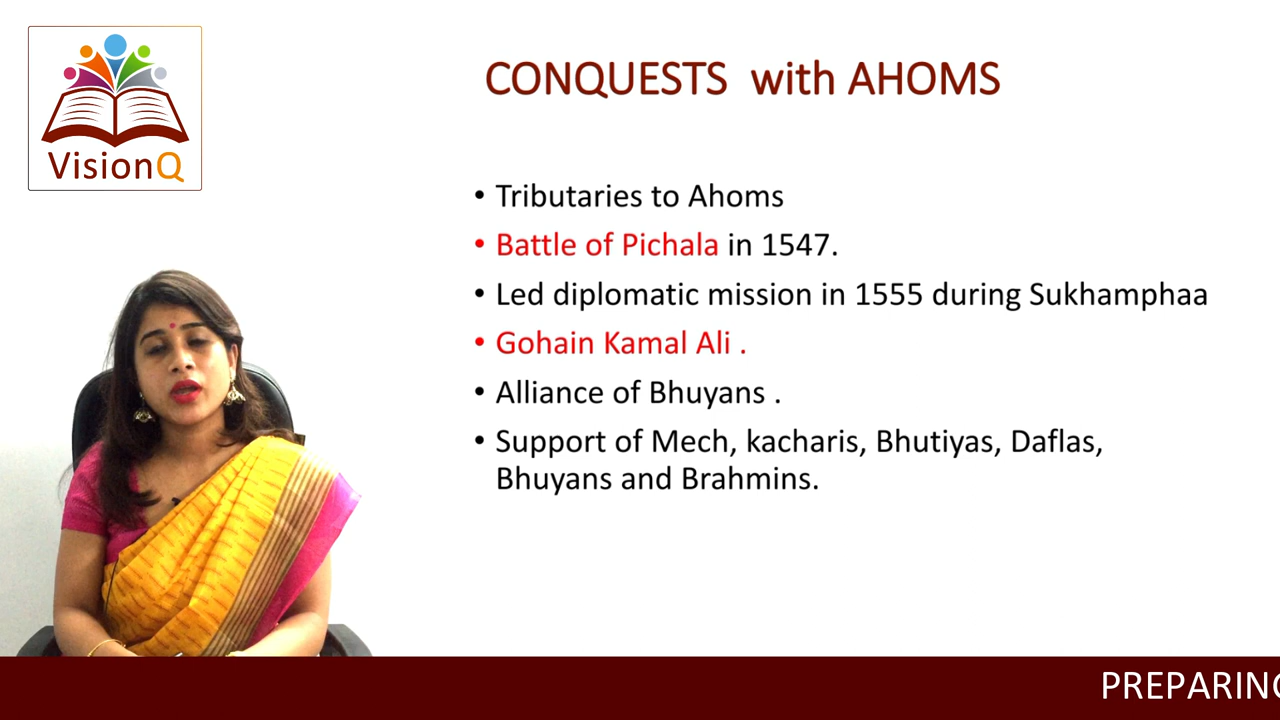 VisionQ
CONQUESTS with AHOMS
• Tributaries to Ahoms
• Battle of Pichala in 1547.
• Led diplomatic mission in 1555 during Sukhamphaa
• Gohain Kamal Ali .
• Alliance of Bhuyans .
• Support of Mech, kacharis, Bhutiyas, Daflas,
Bhuyans and Brahmins.
PREPARING